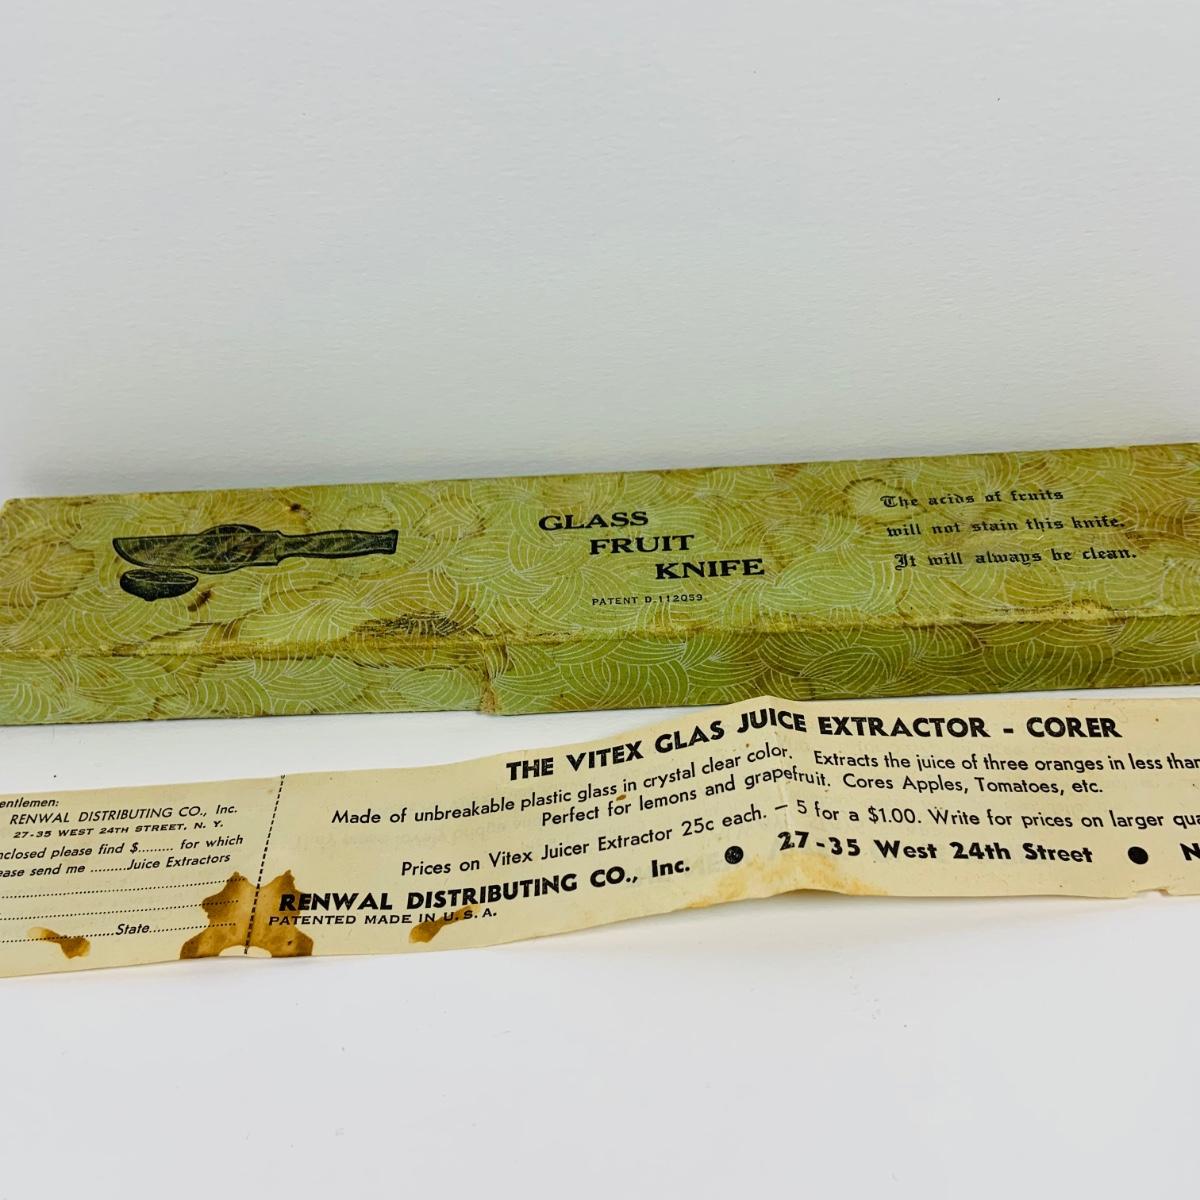 GLASS
FRUIT
KNIFE
PATENT D.112059
The acids of fruits
will not stain this knife.
It will always be clean.
entlemen:
RENWAL DISTRIBUTING CO., Inc.
27-35 WEST 24TH STREET, N. Y.
nclosed please find $......... for which
ease send me .........Juice Extractors
State
THE VITEX GLAS JUICE EXTRACTOR - CORER
Made of unbreakable plastic glass in crystal clear color. Extracts the juice of three oranges in less than
Perfect for lemons and grapefruit. Cores Apples, Tomatoes, etc.
Prices on Vitex Juicer Extractor 25c each. — 5 for a $1.00. Write for prices on larger qua
RENWAL DISTRIBUTING CO., Inc. ● 27-35 West 24th Street ● N
PATENTED MADE IN U. S. A.